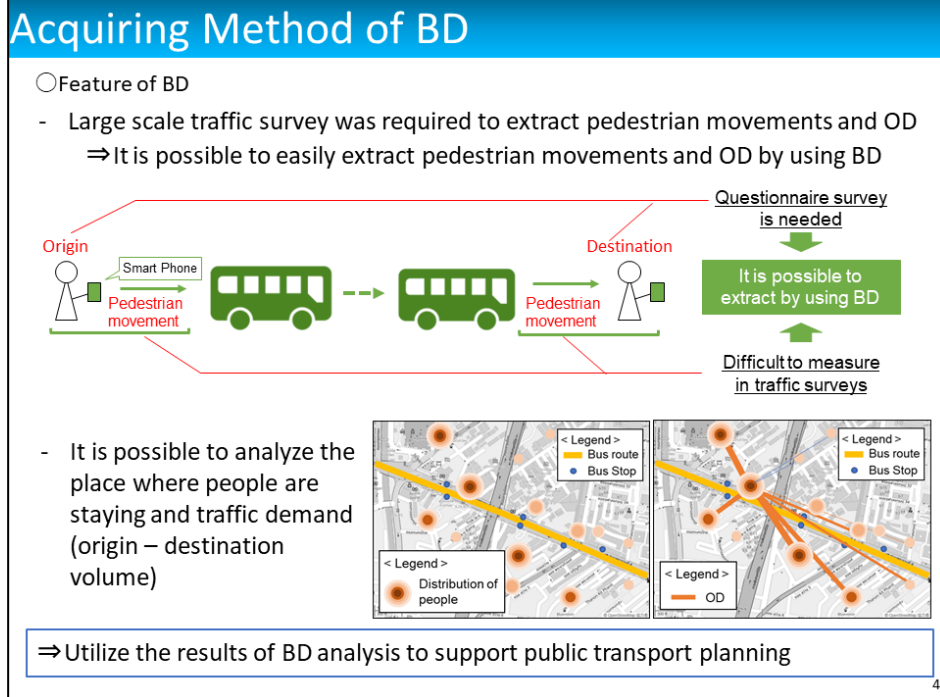 Acquiring Method of BD
○Feature of BD
- Large scale traffic survey was required to extract pedestrian movements and OD
⇒It is possible to easily extract pedestrian movements and OD by using BD
Questionnaire survey
is needed
Origin
Smart Phone
Pedestrian
movement
Destination
Pedestrian
movement
It is possible to
extract by using BD
Difficult to measure
in traffic surveys
- It is possible to analyze the
place where people are
staying and traffic demand
(origin – destination
volume)
< Legend >
Bus route
Bus Stop
< Legend >
Distribution of
people
< Legend >
Bus route
Bus Stop
< Legend >
OD
⇒Utilize the results of BD analysis to support public transport planning
4